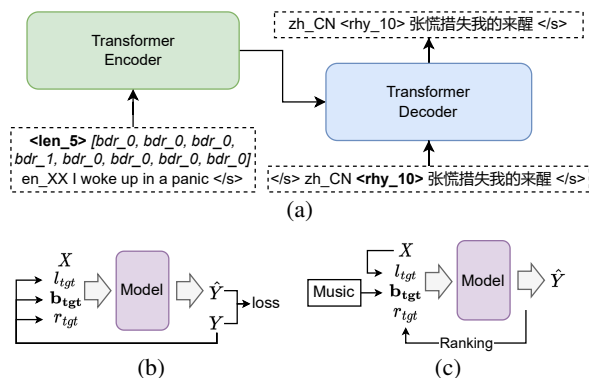 zh_CN <rhy_10> 张慌措失我的来醒 </s>
Transformer
Encoder
Transformer
Decoder
<len_5> [bdr_0, bdr_0, bdr_0,
bdr_1, bdr_0, bdr_0, bdr_0, bdr_0]
en_XX I woke up in a panic </s>
</s> zh_CN <rhy_10> 张慌措失我的来醒 </s>
(a)
X
l_tgt
b_tgt
r_tgt
Model
Ŷ
Y
loss
(b)
Music
X
l_tgt
b_tgt
r_tgt
Model
Ŷ
Ranking
(c)